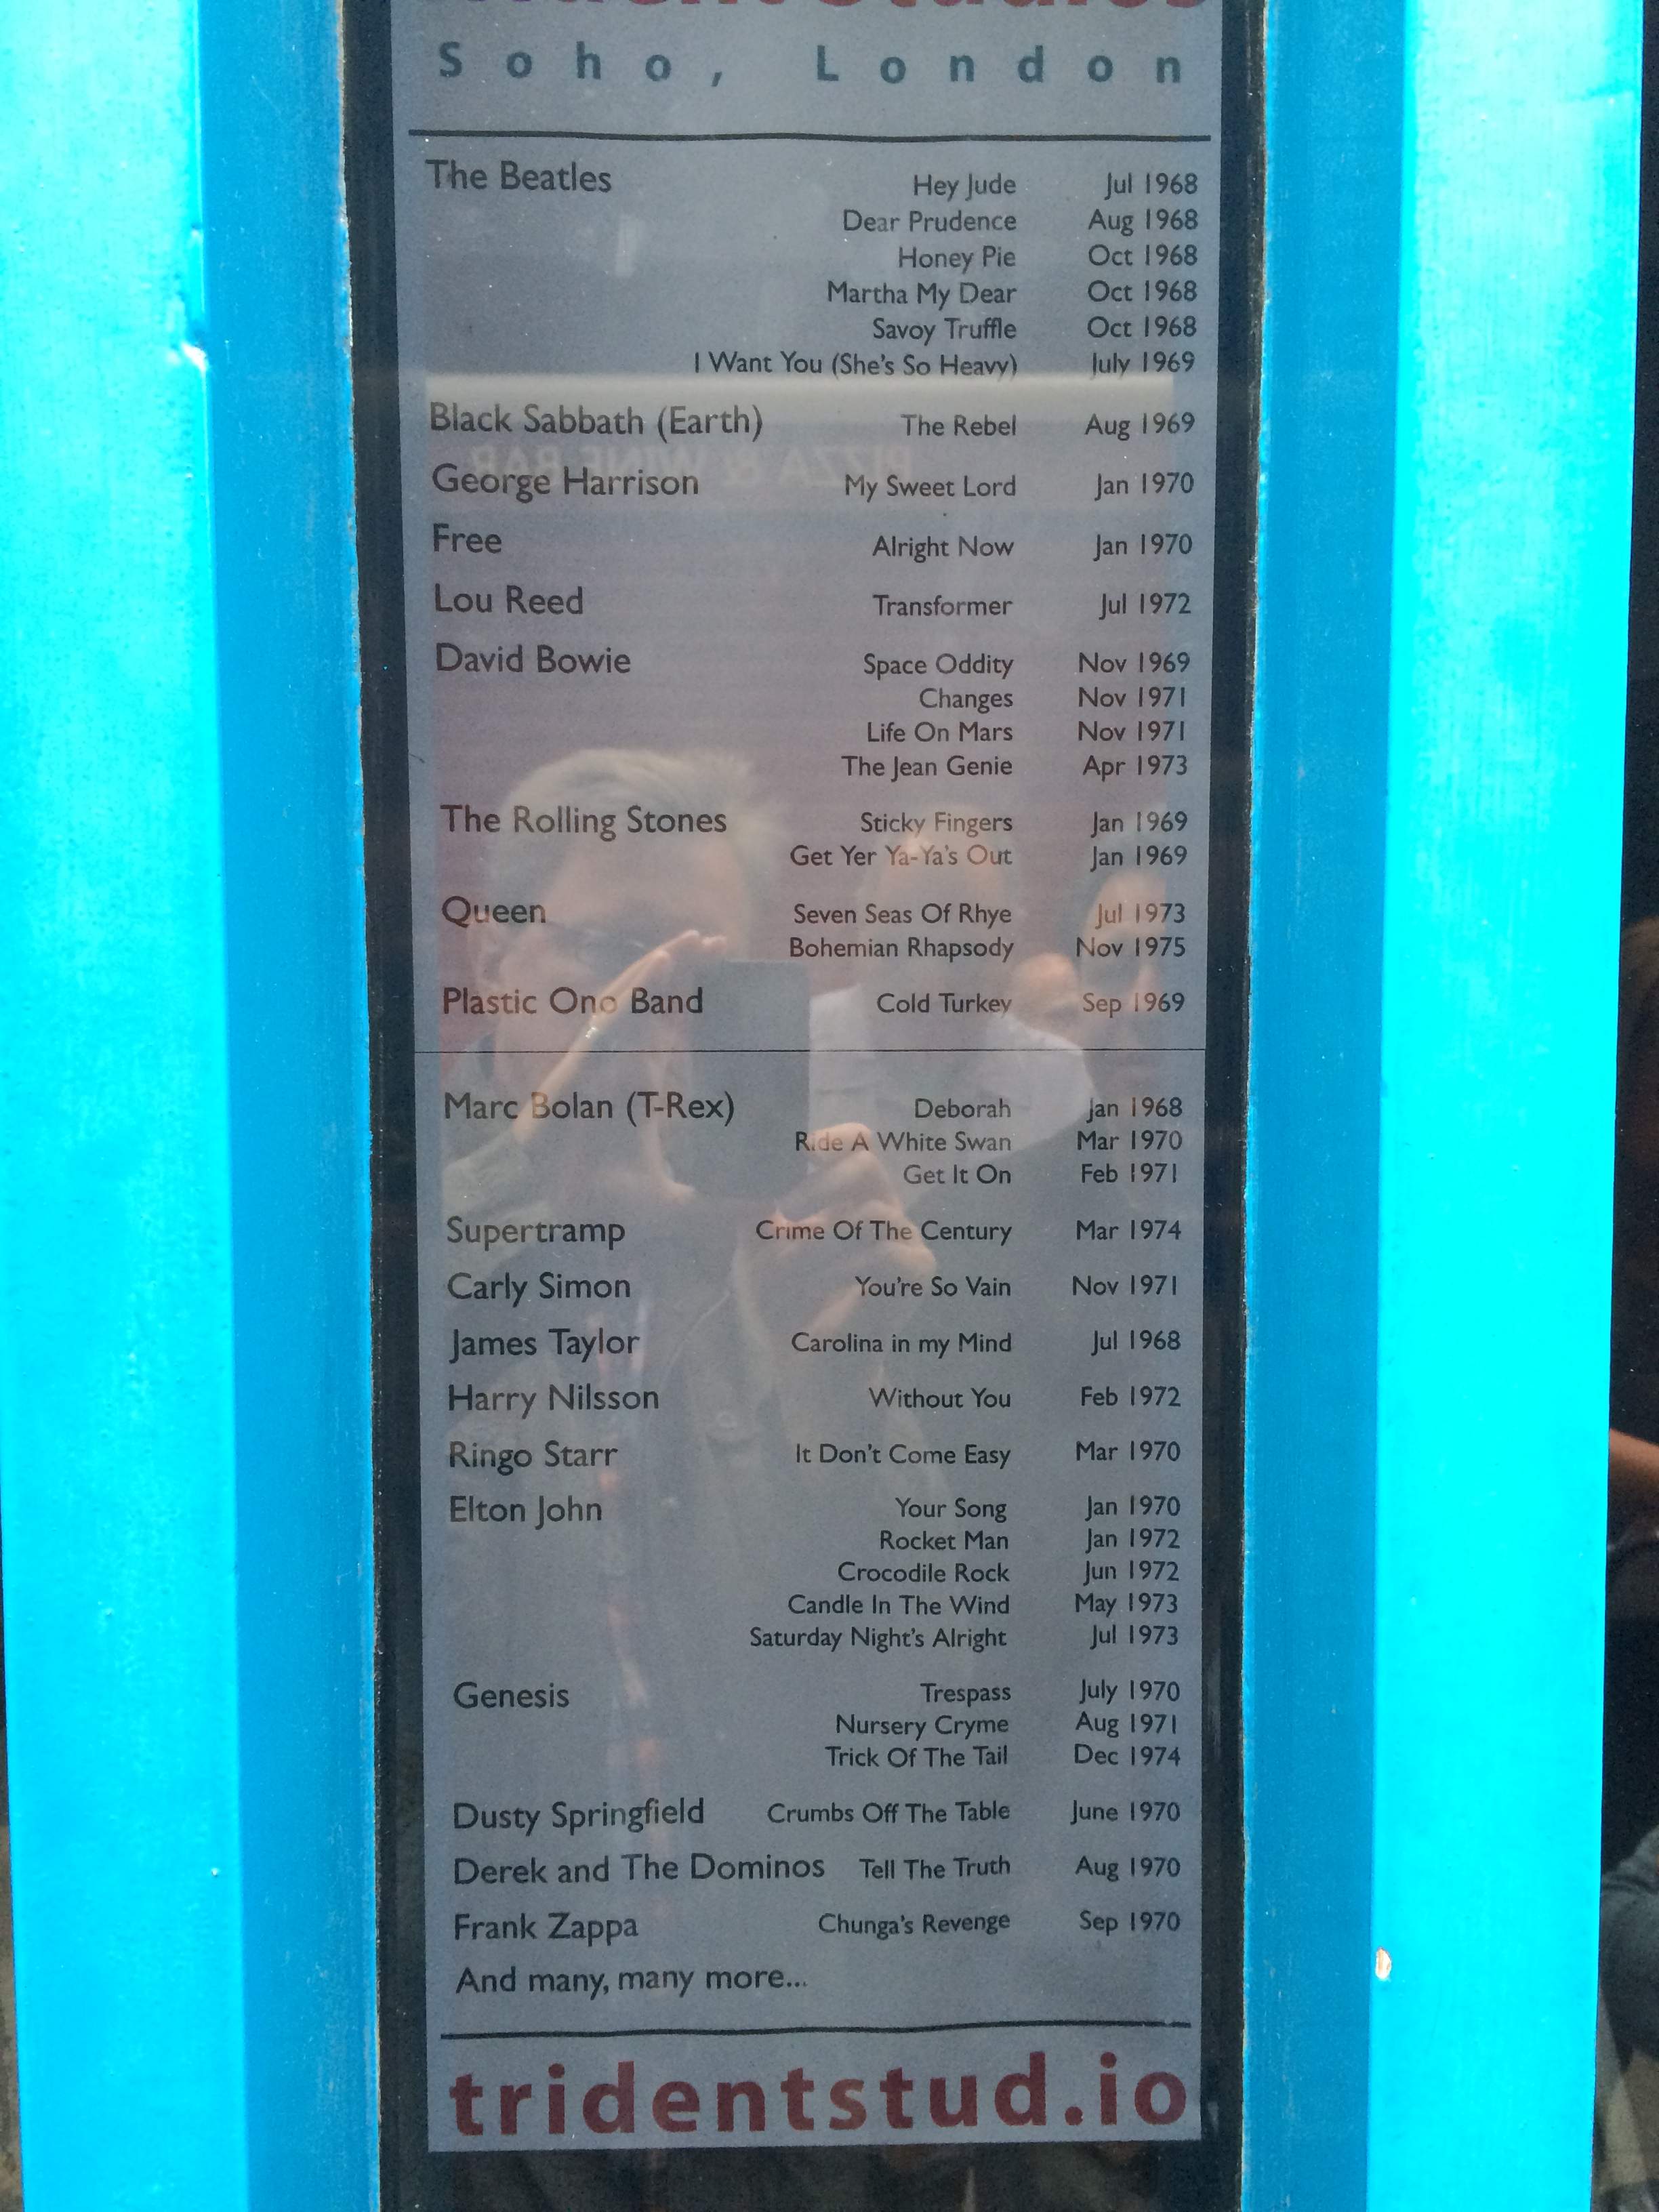 Trident Studios
Soho, London
The Beatles Hey Jude Jul 1968
Dear Prudence Aug 1968
Honey Pie Oct 1968
Martha My Dear Oct 1968
Savoy Truffle Oct 1968
I Want You (She's So Heavy) July 1969
Black Sabbath (Earth) The Rebel Aug 1969
PIZZA & WINE BAR
George Harrison My Sweet Lord Jan 1970
Free Alright Now Jan 1970
Lou Reed Transformer Jul 1972
David Bowie Space Oddity Nov 1969
Changes Nov 1971
Life On Mars Nov 1971
The Jean Genie Apr 1973
The Rolling Stones Sticky Fingers Jan 1969
Get Yer Ya-Ya's Out Jan 1969
Queen Seven Seas Of Rhye Jul 1973
Bohemian Rhapsody Nov 1975
Plastic Ono Band Cold Turkey Sep 1969
Marc Bolan (T-Rex) Deborah Jan 1968
Ride A White Swan Mar 1970
Get It On Feb 1971
Supertramp Crime Of The Century Mar 1974
Carly Simon You're So Vain Nov 1971
James Taylor Carolina in my Mind Jul 1968
Harry Nilsson Without You Feb 1972
Ringo Starr It Don't Come Easy Mar 1970
Elton John Your Song Jan 1970
Rocket Man Jan 1972
Crocodile Rock Jun 1972
Candle In The Wind May 1973
Saturday Night's Alright Jul 1973
Genesis Trespass July 1970
Nursery Cryme Aug 1971
Trick Of The Tail Dec 1974
Dusty Springfield Crumbs Off The Table June 1970
Derek and The Dominos Tell The Truth Aug 1970
Frank Zappa Chunga's Revenge Sep 1970
And many, many more...
tridentstud.io